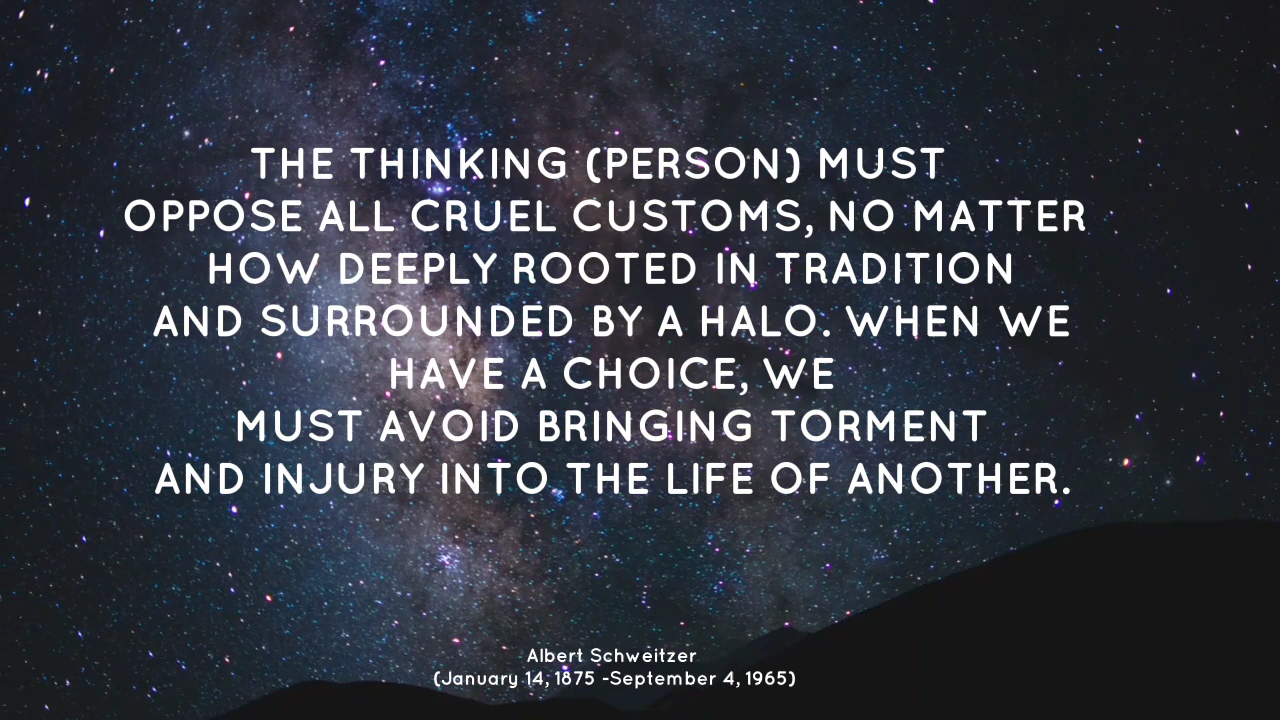 THE THINKING (PERSON) MUST
OPPOSE ALL CRUEL CUSTOMS, NO MATTER
HOW DEEPLY ROOTED IN TRADITION
AND SURROUNDED BY A HALO. WHEN WE
HAVE A CHOICE, WE
MUST AVOID BRINGING TORMENT
AND INJURY INTO THE LIFE OF ANOTHER.
Albert Schweitzer
(January 14, 1875 -September 4, 1965)